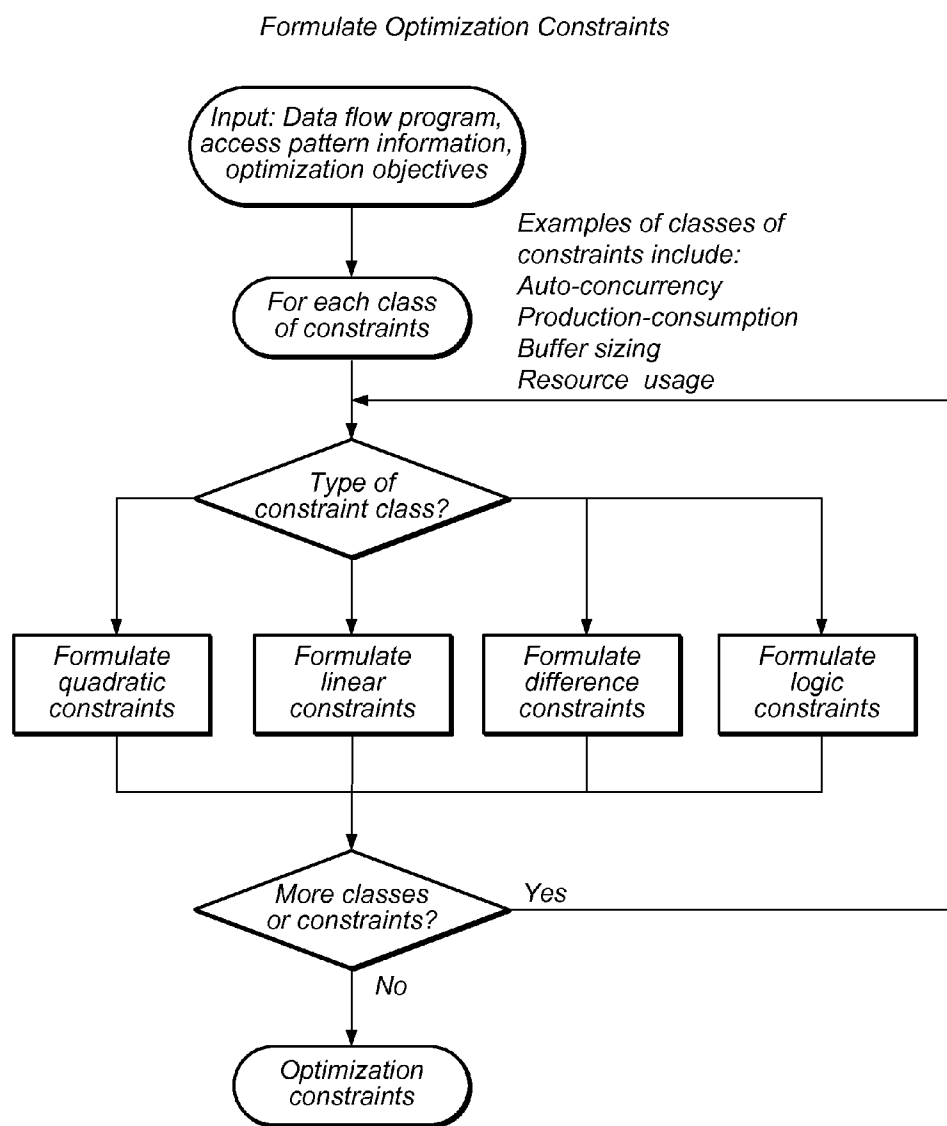 Formulate Optimization Constraints
Input: Data flow program,
access pattern information,
optimization objectives
Examples of classes of
constraints include:
Auto-concurrency
Production-consumption
Buffer sizing
Resource usage
For each class
of constraints
Type of
constraint class?
Formulate
quadratic
constraints
Formulate
linear
constraints
Formulate
difference
constraints
Formulate
logic
constraints
More classes
or constraints?
Yes
No
Optimization
constraints